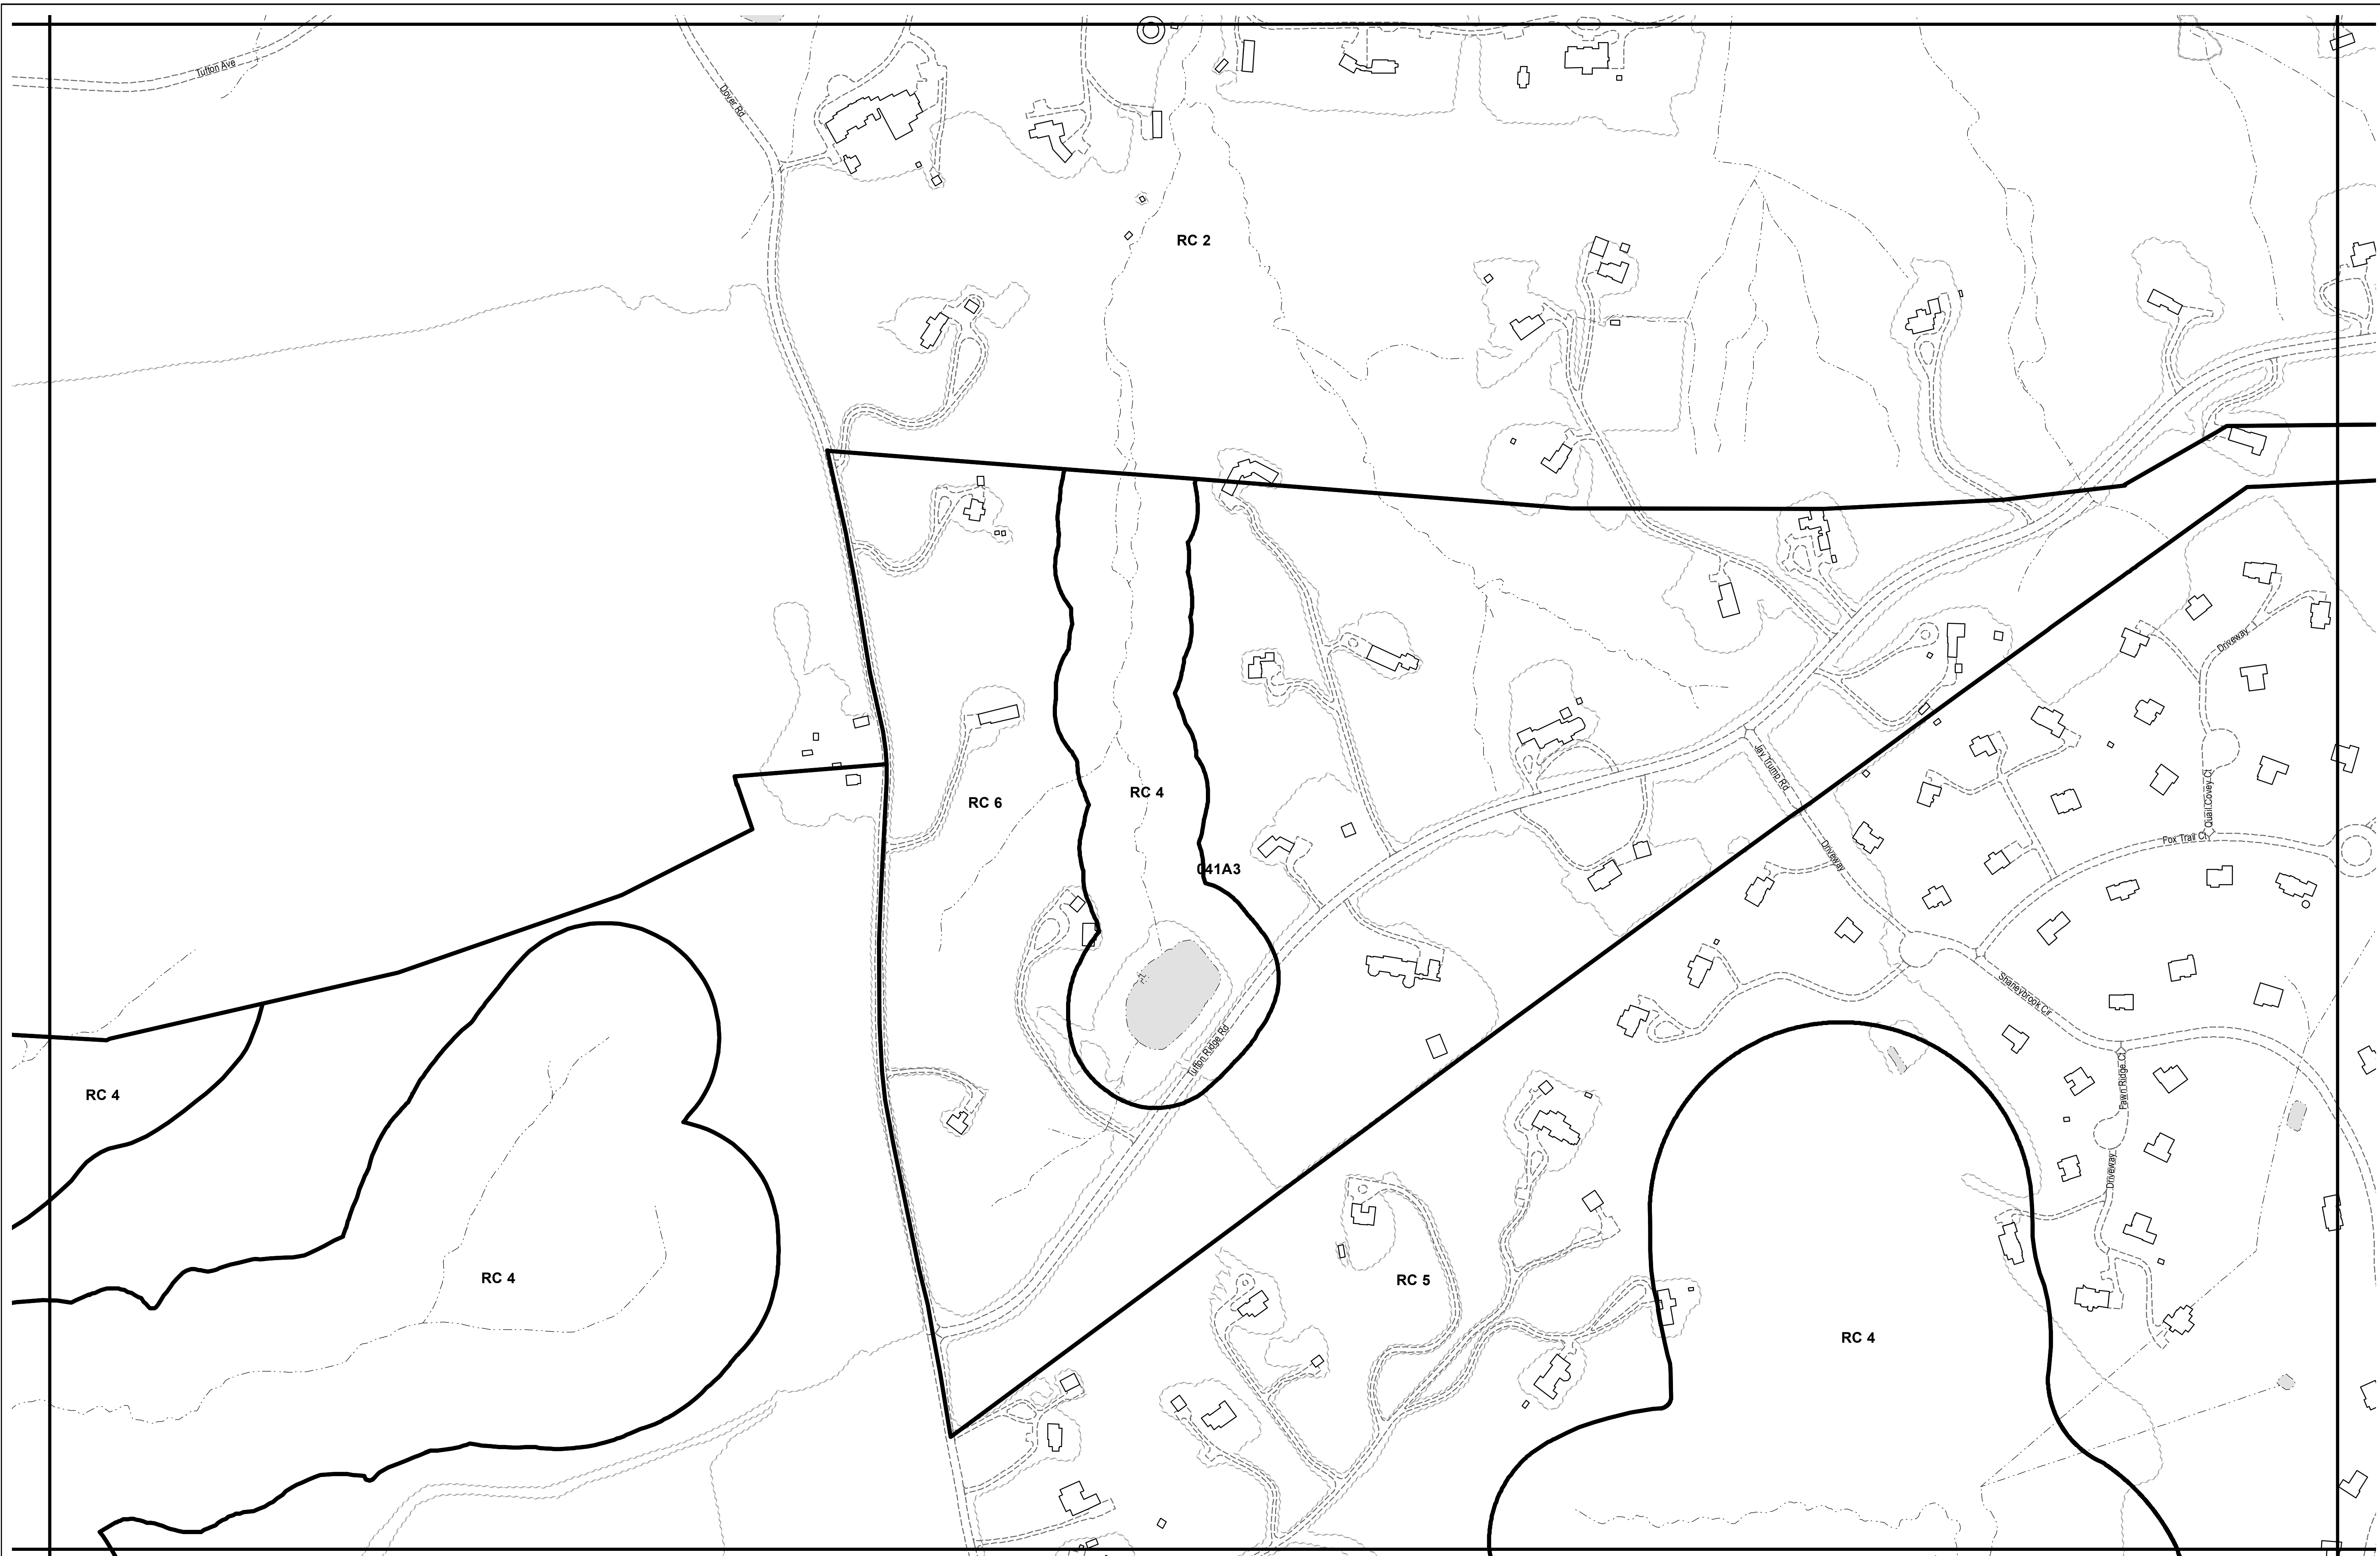 Tufton Ave
Dover Rd
RC 2
Driveway
Jay Trump Rd
RC 6
RC 4
Quail Covey Ct
Fox Trail Ct
Driveway
041A3
Shaneybrook Cir
Tufton Ridge Rd
RC 4
Fawn Ridge Ct
Driveway
RC 4
RC 5
RC 4